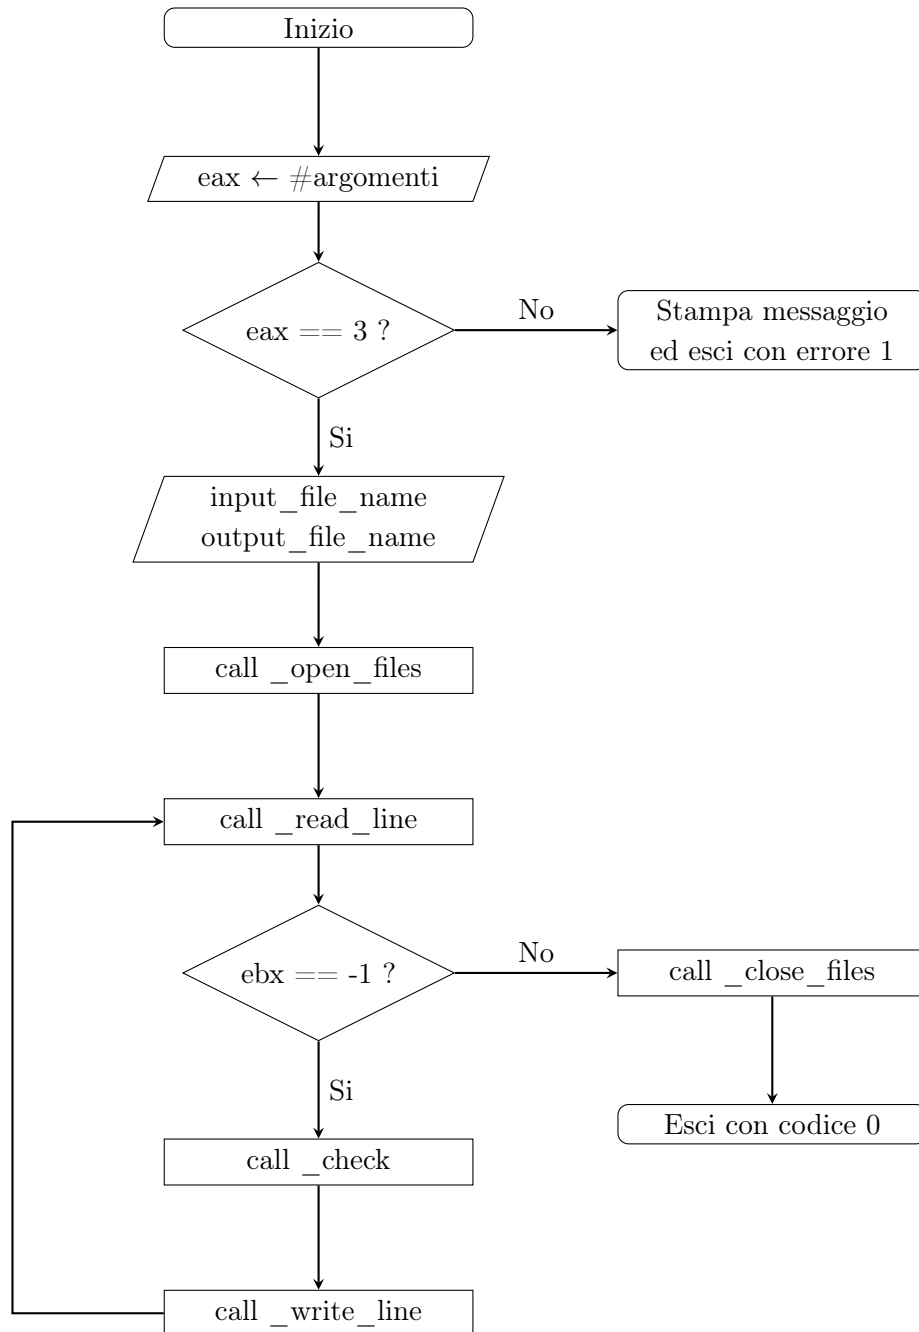 Inizio
eax ← #argomenti
eax == 3 ?
No
Stampa messaggio
ed esci con errore 1
Si
input_file_name
output_file_name
call _open_files
call _read_line
ebx == -1 ?
No
call _close_files
Si
Esci con codice 0
call _check
call _write_line